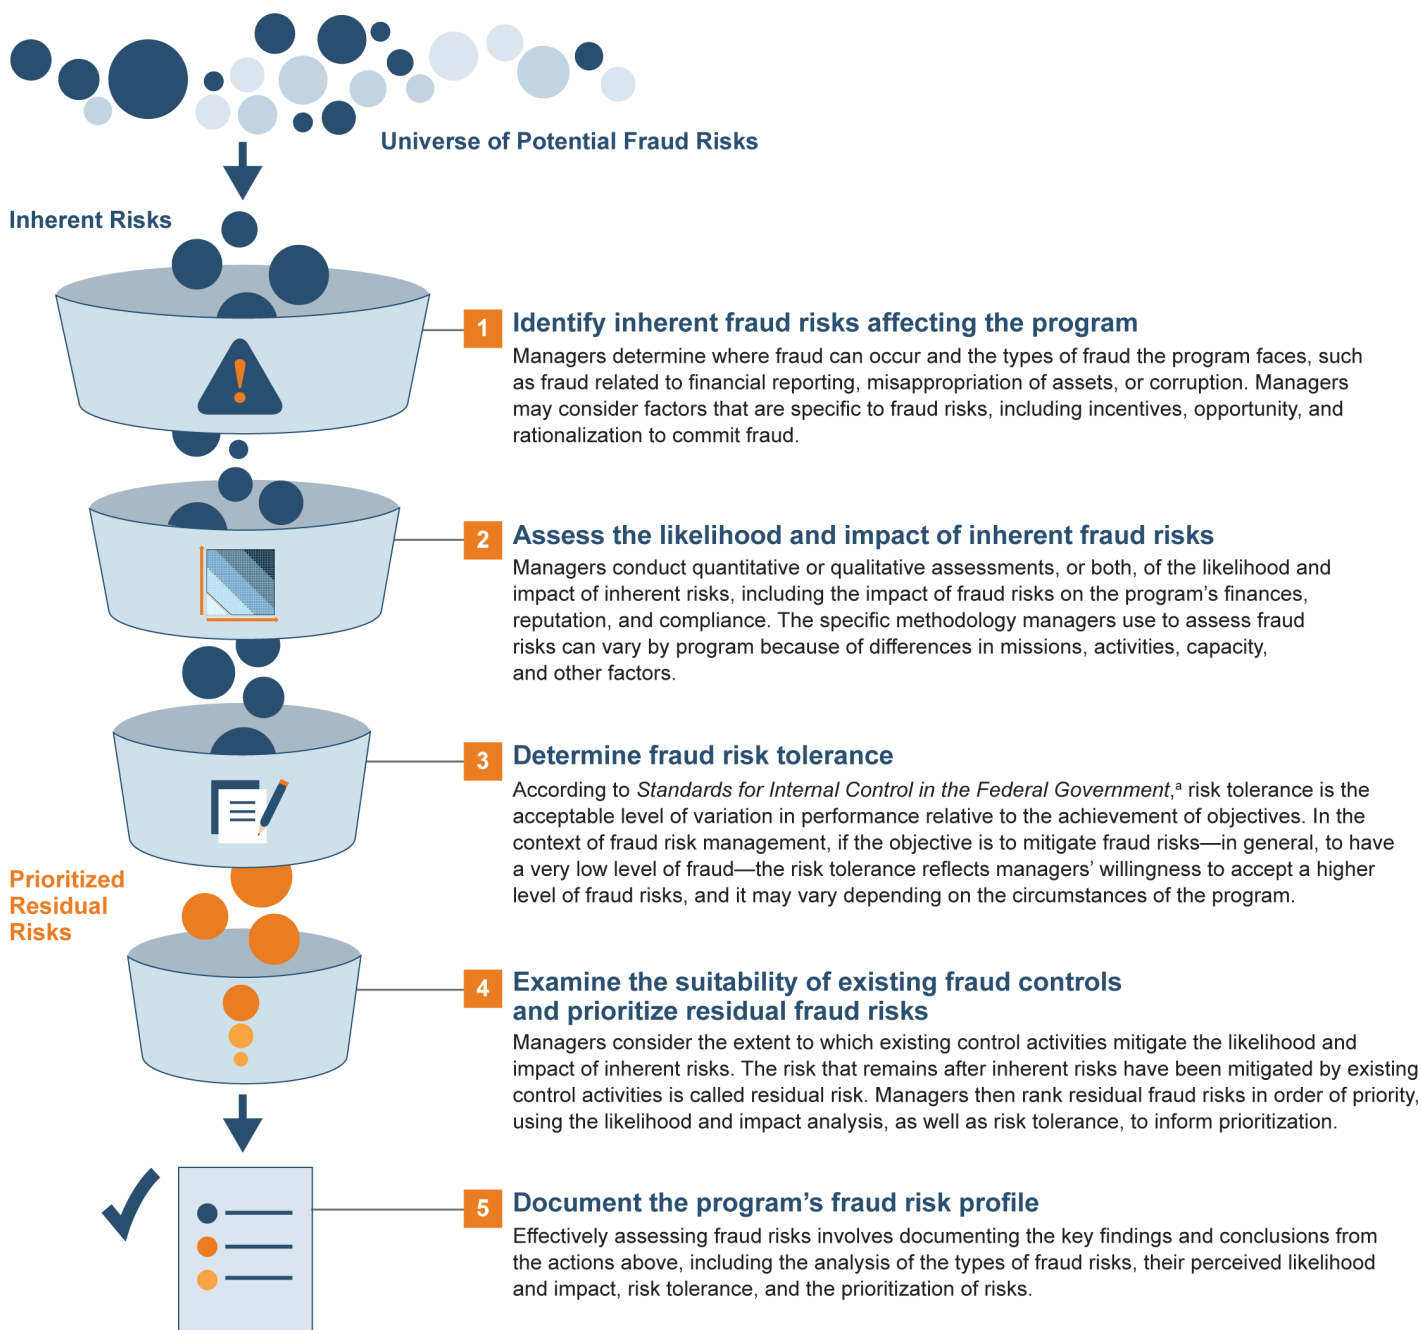 Universe of Potential Fraud Risks
Inherent Risks
1 Identify inherent fraud risks affecting the program
Managers determine where fraud can occur and the types of fraud the program faces, such
as fraud related to financial reporting, misappropriation of assets, or corruption. Managers
may consider factors that are specific to fraud risks, including incentives, opportunity, and
rationalization to commit fraud.
2 Assess the likelihood and impact of inherent fraud risks
Managers conduct quantitative or qualitative assessments, or both, of the likelihood and
impact of inherent risks, including the impact of fraud risks on the program’s finances,
reputation, and compliance. The specific methodology managers use to assess fraud
risks can vary by program because of differences in missions, activities, capacity,
and other factors.
3 Determine fraud risk tolerance
According to Standards for Internal Control in the Federal Government,ᵃ risk tolerance is the
acceptable level of variation in performance relative to the achievement of objectives. In the
context of fraud risk management, if the objective is to mitigate fraud risks—in general, to have
a very low level of fraud—the risk tolerance reflects managers’ willingness to accept a higher
level of fraud risks, and it may vary depending on the circumstances of the program.
Prioritized
Residual
Risks
4 Examine the suitability of existing fraud controls
and prioritize residual fraud risks
Managers consider the extent to which existing control activities mitigate the likelihood and
impact of inherent risks. The risk that remains after inherent risks have been mitigated by existing
control activities is called residual risk. Managers then rank residual fraud risks in order of priority,
using the likelihood and impact analysis, as well as risk tolerance, to inform prioritization.
5 Document the program’s fraud risk profile
Effectively assessing fraud risks involves documenting the key findings and conclusions from
the actions above, including the analysis of the types of fraud risks, their perceived likelihood
and impact, risk tolerance, and the prioritization of risks.